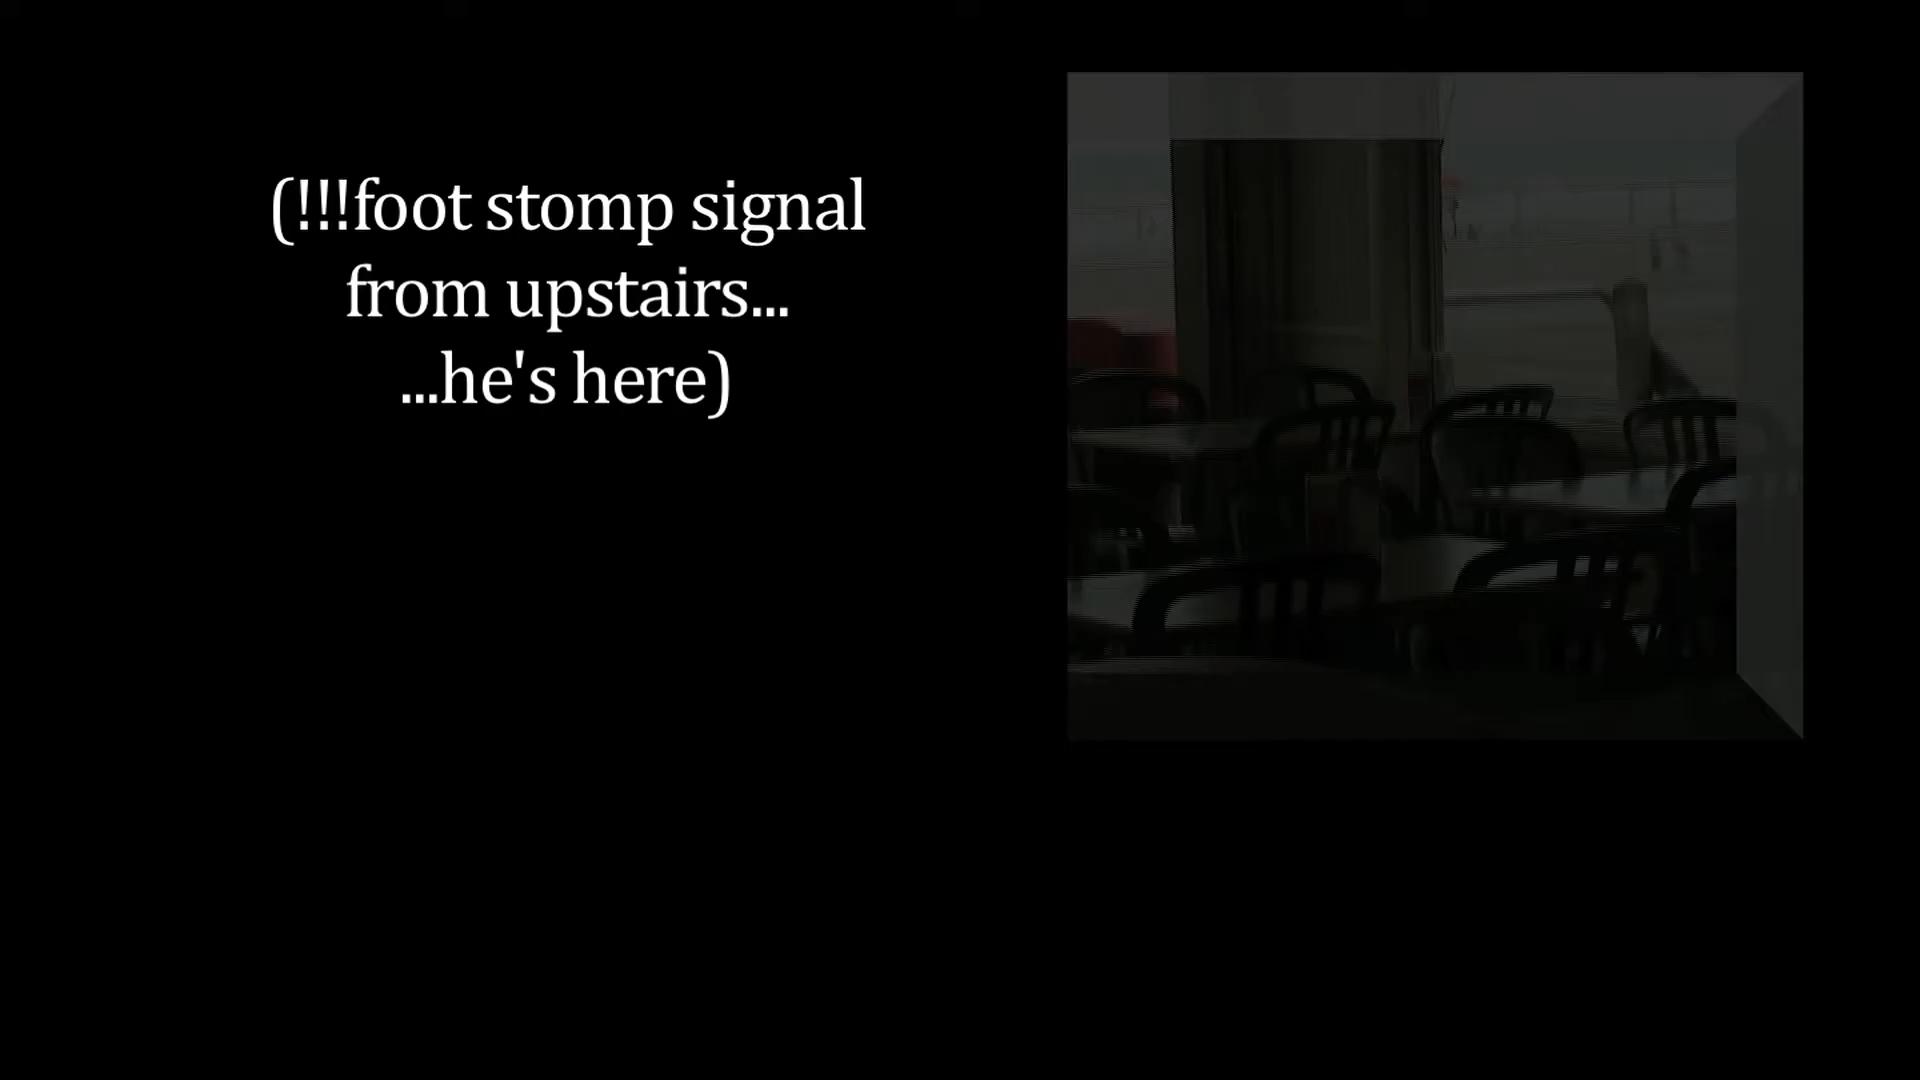 (!!!foot stomp signal
from upstairs...
...he's here)